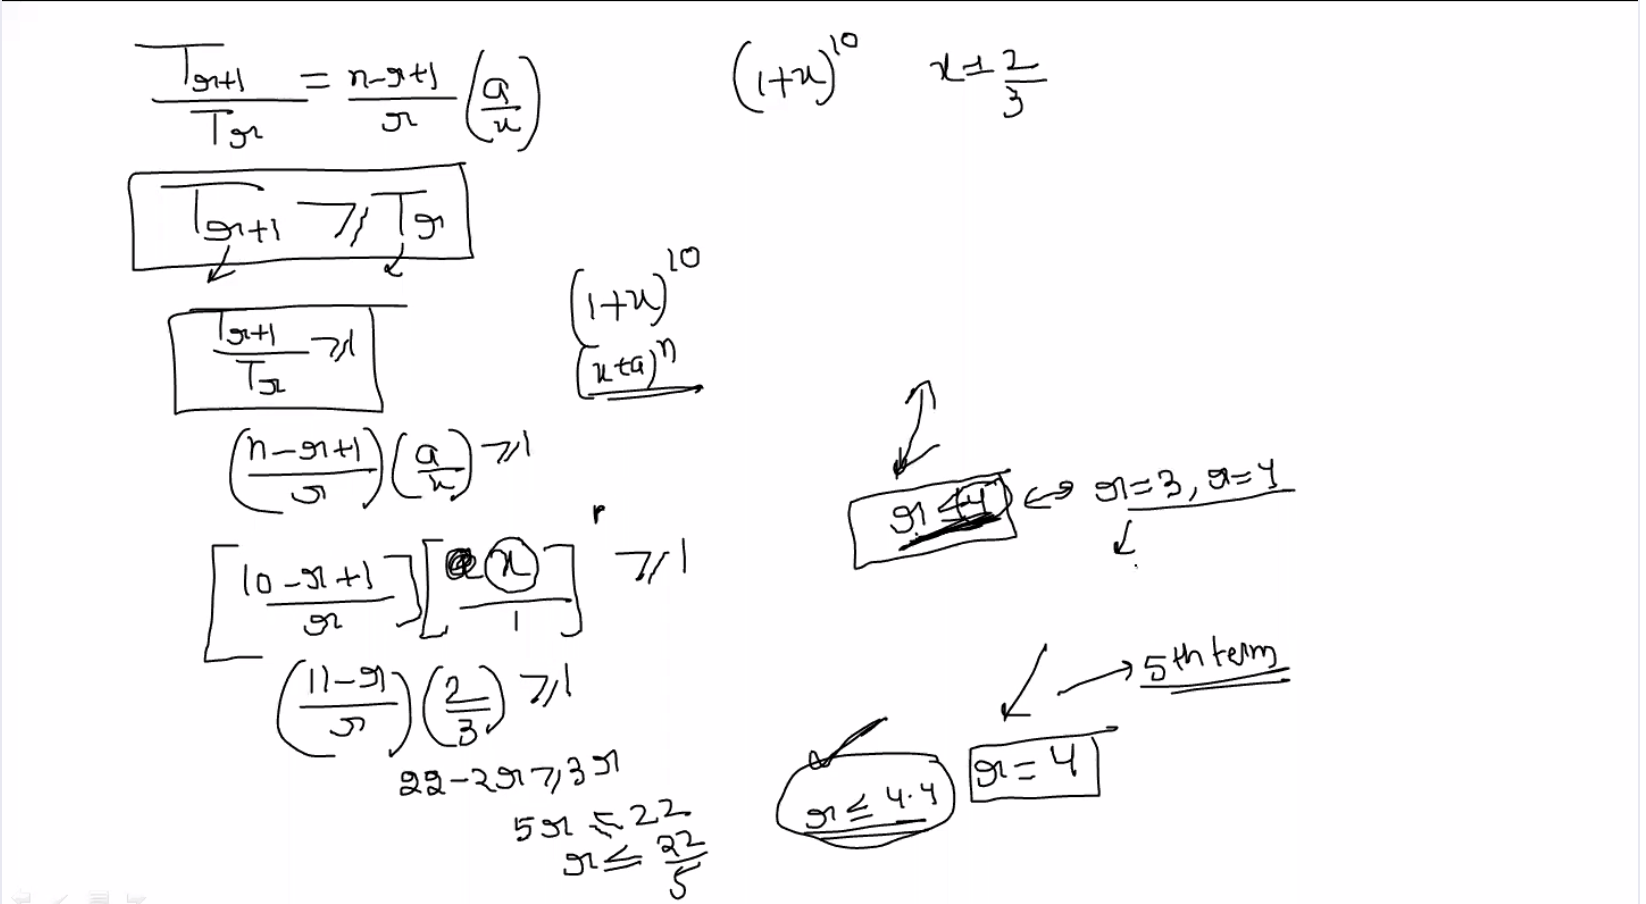 T_{r+1} / T_r = (n-r+1)/r (a/x)
(1+x)^{10} x = 2/3
T_{r+1} ≥ T_r
(1+x)^{10}
T_{r+1} / T_r ≥ 1
(x+a)^n
((n-r+1)/r) (a/x) ≥ 1
r ≤ 4 ↔ r=3, r=4
[(10-r+1)/r] [x/1] ≥ 1
((11-r)/r) (2/3) ≥ 1
5th term
22-2r ≥ 3r
r = 4
5r ≤ 22
r ≤ 4.4
r ≤ 22/5